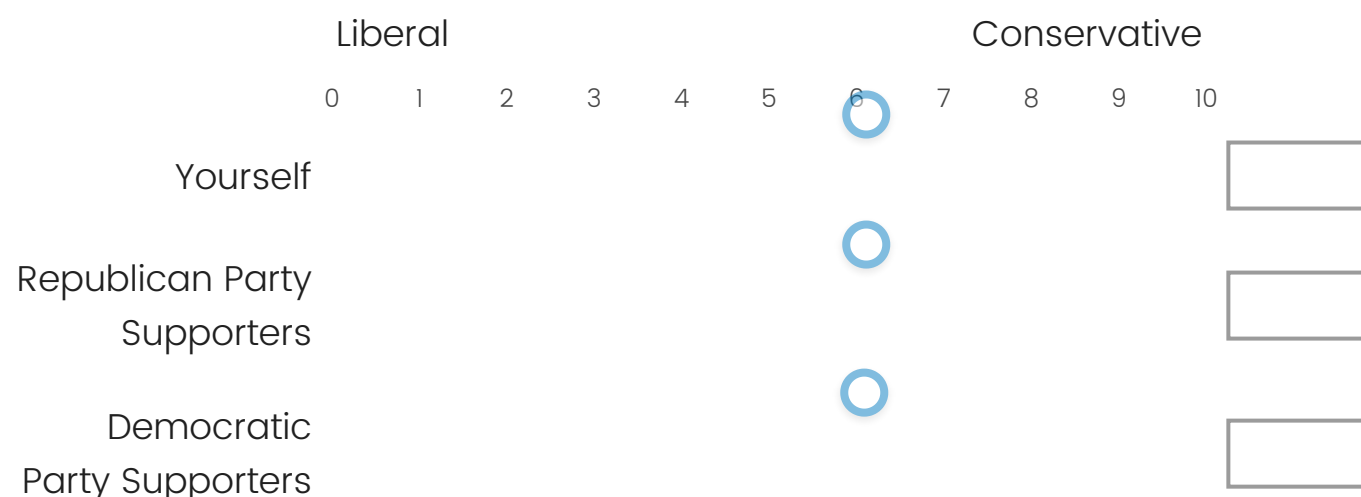 Liberal Conservative
0 1 2 3 4 5 6 7 8 9 10
Yourself
Republican Party
Supporters
Democratic
Party Supporters